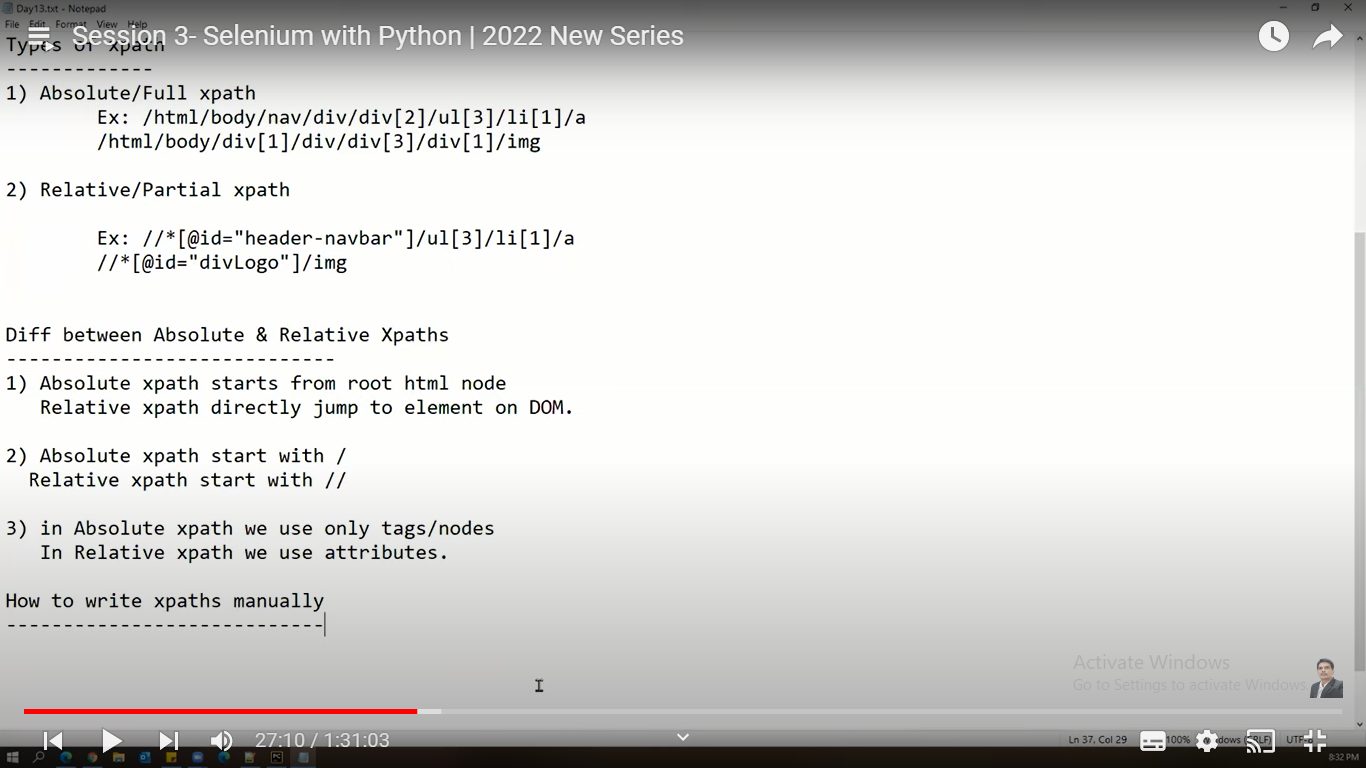 Day13.txt - Notepad
File Edit Format View Help
Session 3- Selenium with Python | 2022 New Series
Types of xpath
-------------
1) Absolute/Full xpath
Ex: /html/body/nav/div/div[2]/ul[3]/li[1]/a
/html/body/div[1]/div/div[3]/div[1]/img
2) Relative/Partial xpath
Ex: //*[@id="header-navbar"]/ul[3]/li[1]/a
//*[@id="divLogo"]/img
Diff between Absolute & Relative Xpaths
-----------------------------
1) Absolute xpath starts from root html node
Relative xpath directly jump to element on DOM.
2) Absolute xpath start with /
Relative xpath start with //
3) in Absolute xpath we use only tags/nodes
In Relative xpath we use attributes.
How to write xpaths manually
----------------------------
Activate Windows
Go to Settings to activate Windows
27:10 / 1:31:03
Ln 37, Col 29 100%
8:32 PM